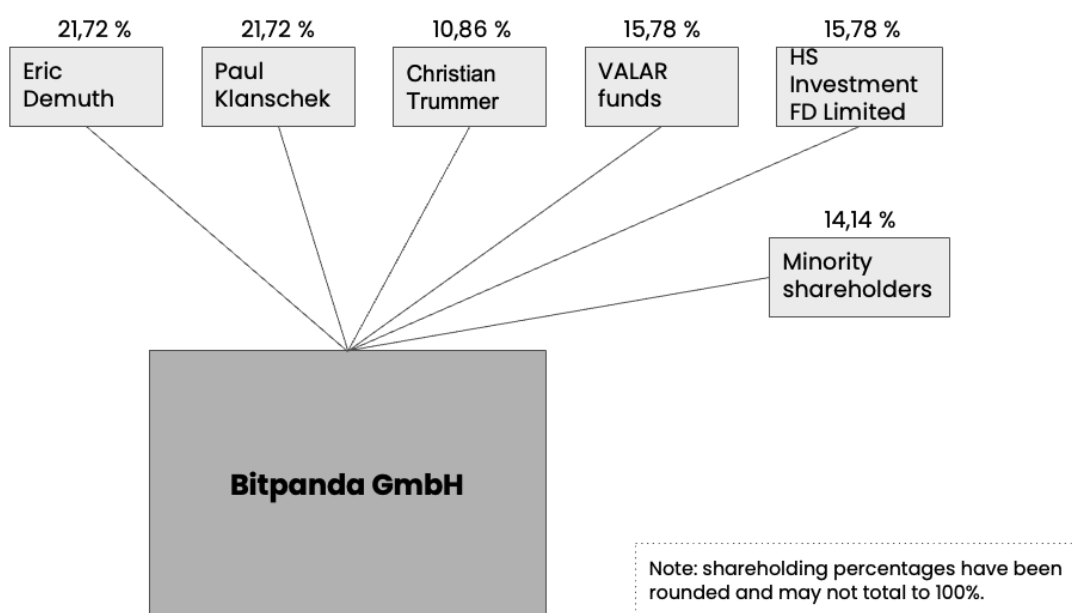 21,72 %
21,72 %
10,86 %
15,78 %
15,78 %
Eric
Demuth
Paul
Klanschek
Christian
Trummer
VALAR
funds
HS
Investment
FD Limited
14,14 %
Minority
shareholders
Bitpanda GmbH
Note: shareholding percentages have been
rounded and may not total to 100%.